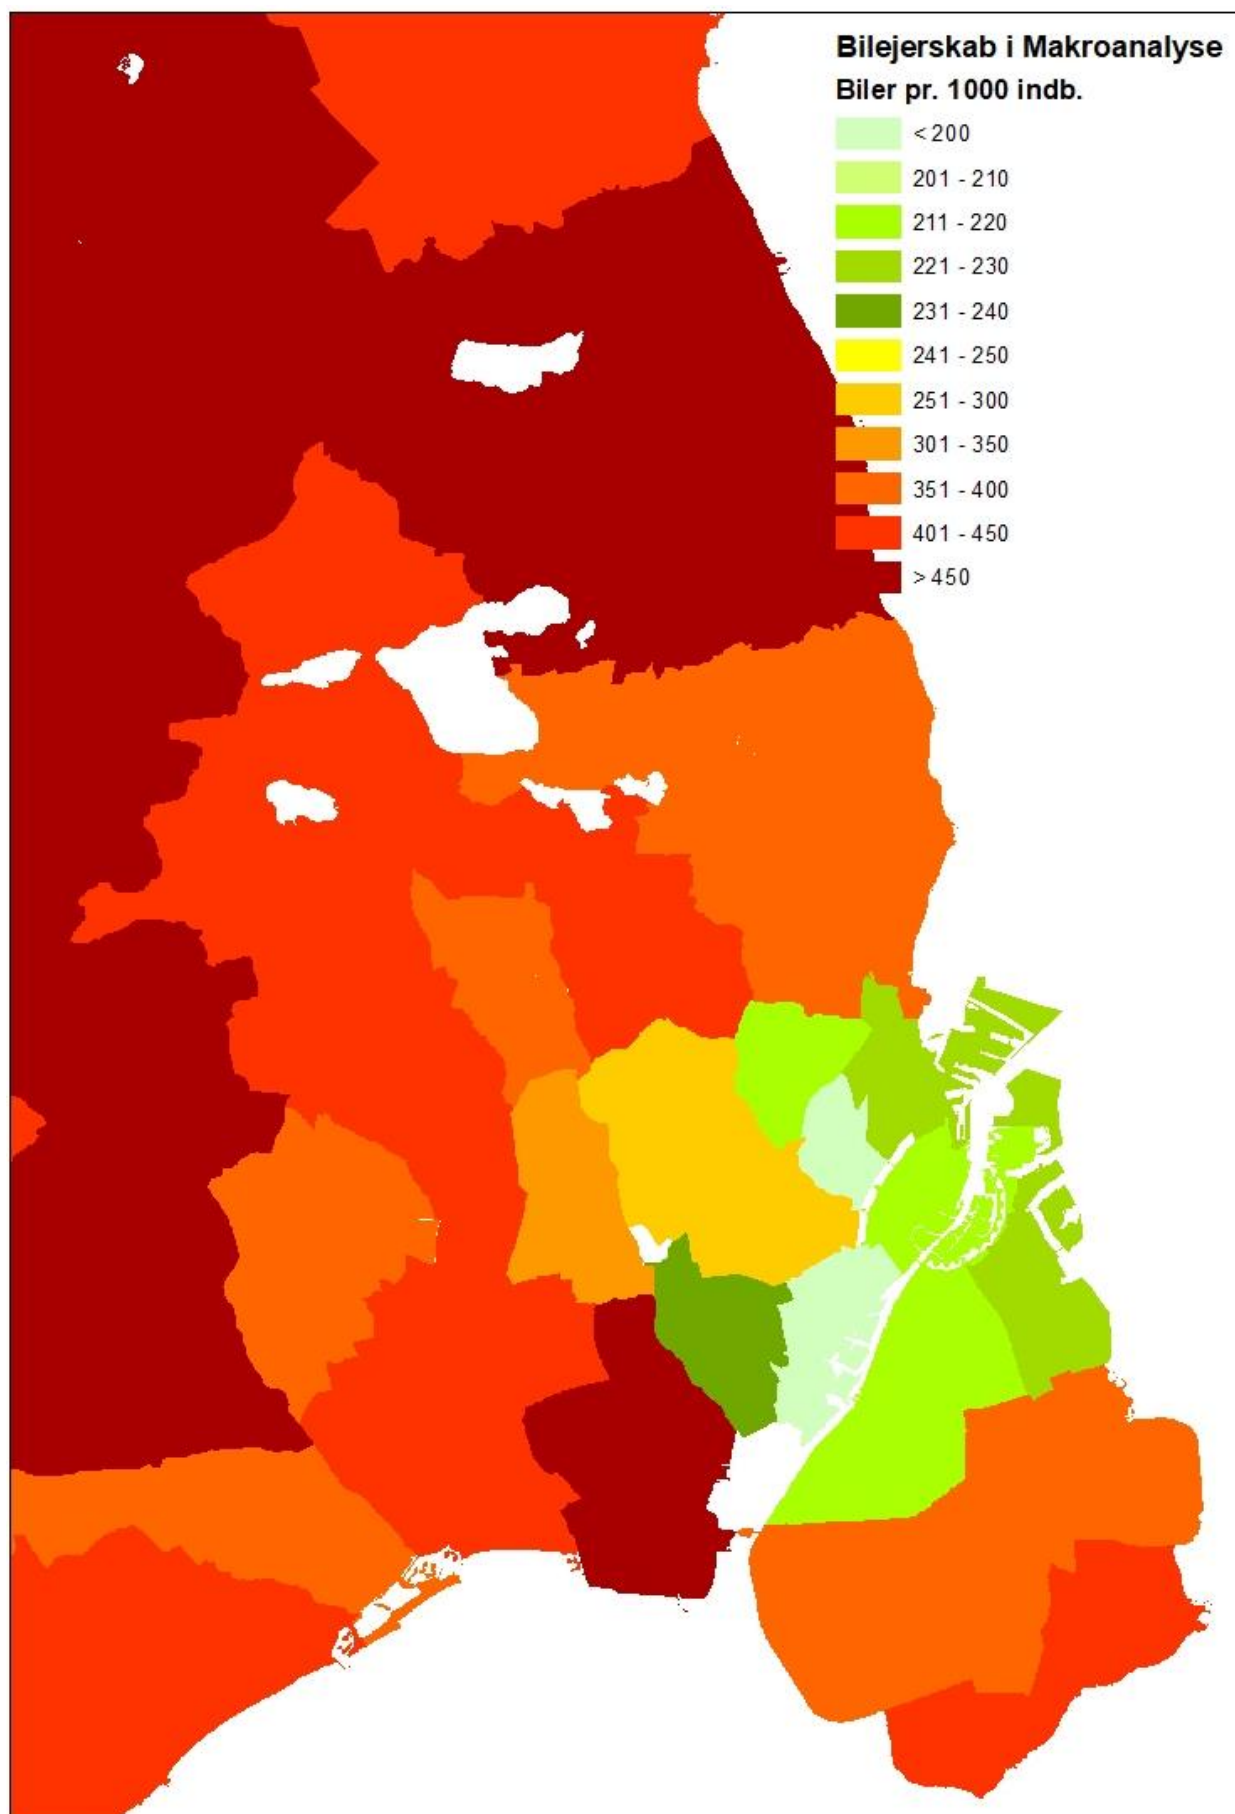 Bilejerskab i Makroanalyse
Biler pr. 1000 indb.
< 200
201 - 210
211 - 220
221 - 230
231 - 240
241 - 250
251 - 300
301 - 350
351 - 400
401 - 450
> 450